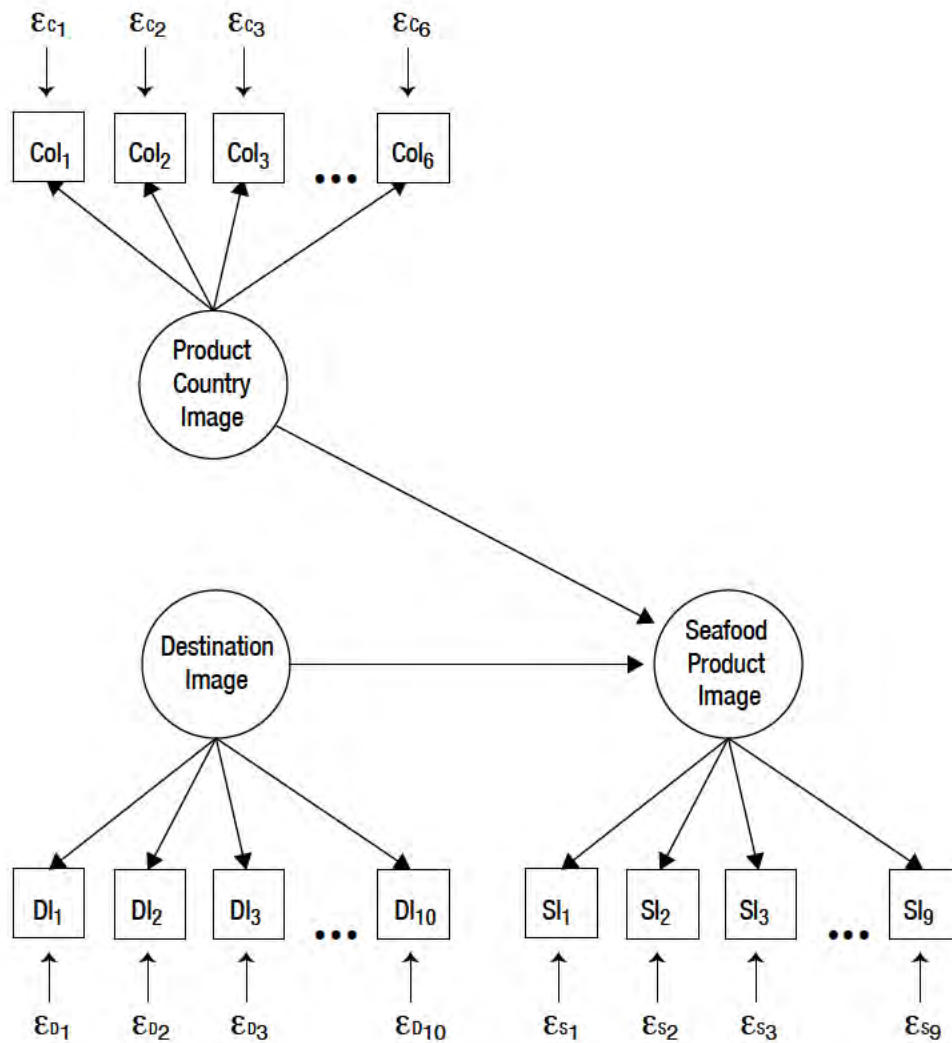 εC1 εC2 εC3 εC6
CoI1 CoI2 CoI3 ••• CoI6
Product
Country
Image
Destination
Image
Seafood
Product
Image
DI1 DI2 DI3 ••• DI10
SI1 SI2 SI3 ••• SI9
εD1 εD2 εD3 εD10
εS1 εS2 εS3 εS9